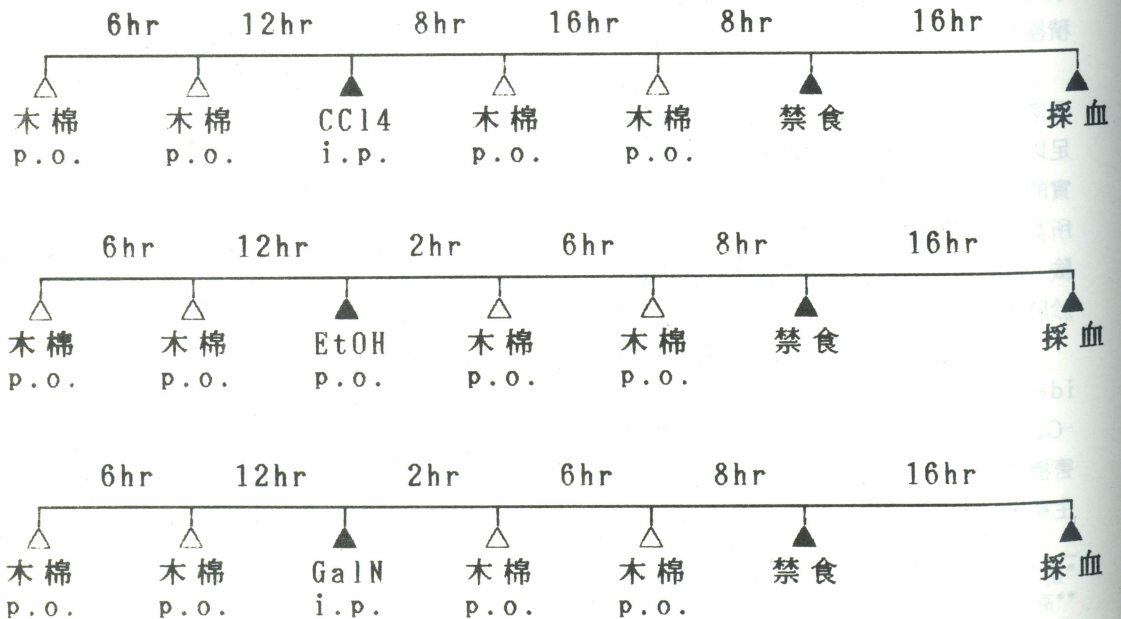 6hr 12hr 8hr 16hr 8hr 16hr
木棉 木棉 CCl4 木棉 木棉 禁食 採血
p.o. p.o. i.p. p.o. p.o.
6hr 12hr 2hr 6hr 8hr 16hr
木棉 木棉 EtOH 木棉 木棉 禁食 採血
p.o. p.o. p.o. p.o. p.o.
6hr 12hr 2hr 6hr 8hr 16hr
木棉 木棉 GalN 木棉 木棉 禁食 採血
p.o. p.o. i.p. p.o. p.o.